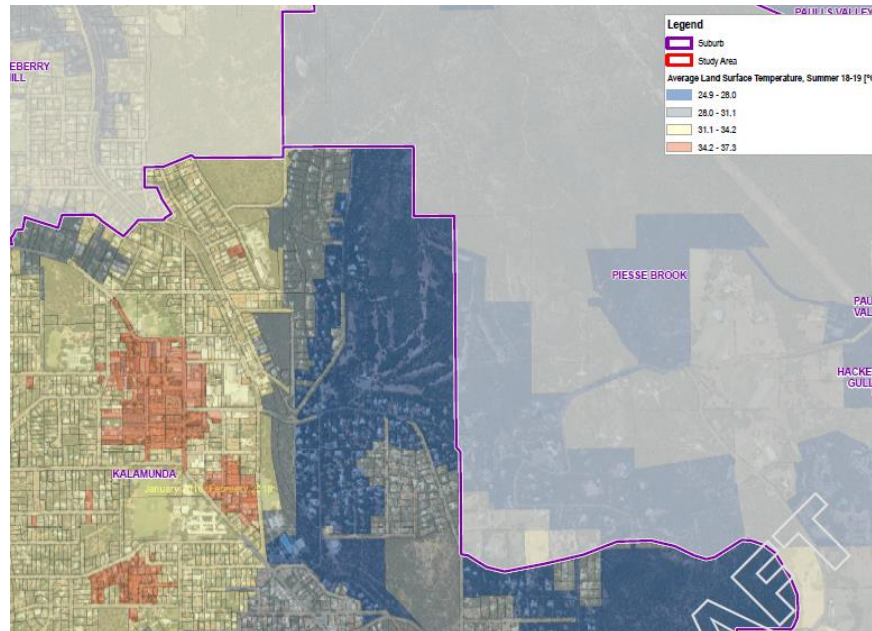 PAULLS VALLEY
EBERRY
ILL
Legend
Suburb
Study Area
Average Land Surface Temperature, Summer 18-19 [°
24.9 - 28.0
28.0 - 31.1
31.1 - 34.2
34.2 - 37.3
PIESSE BROOK
PAU
VAL
HACKE
GULL
KALAMUNDA